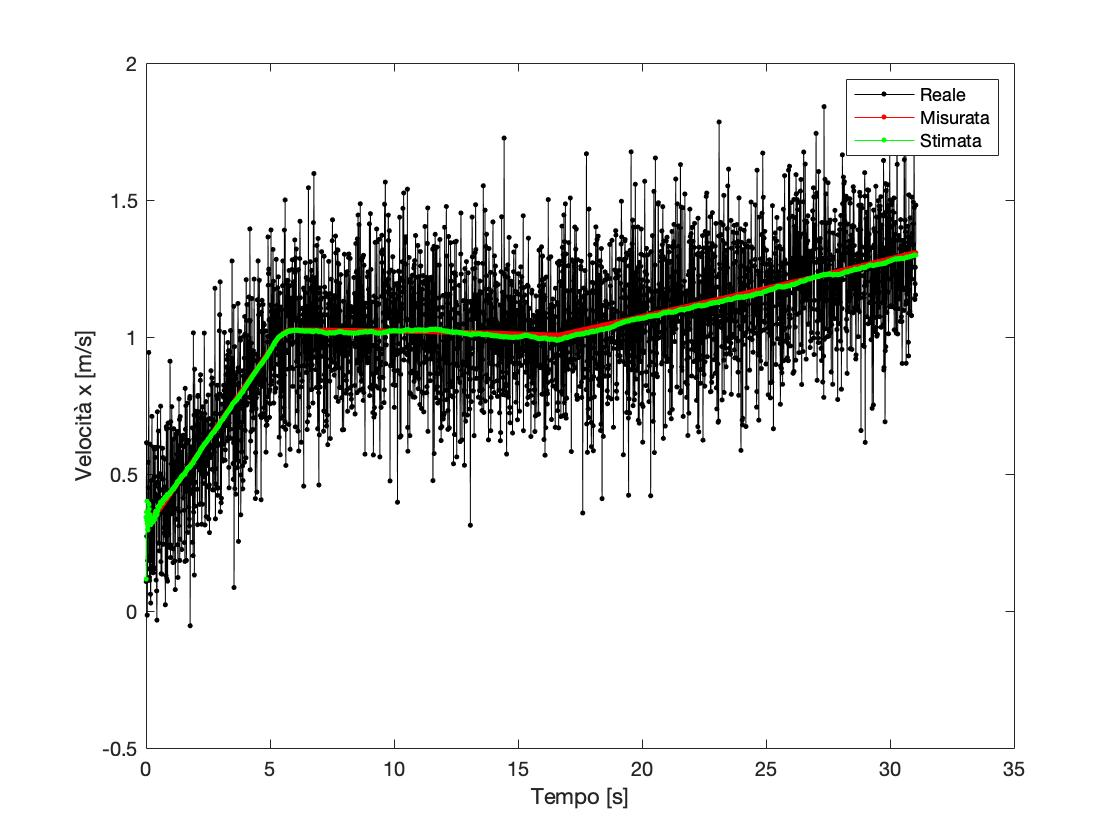 2
1.5
1
0.5
0
-0.5
0 5 10 15 20 25 30 35
Velocità x [m/s]
Tempo [s]
Reale
Misurata
Stimata